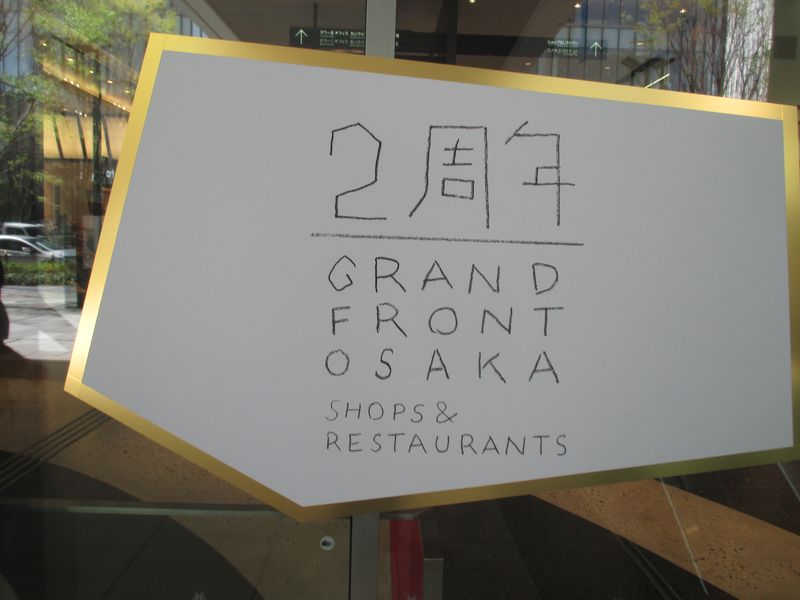 2周年
GRAND
FRONT
OSAKA
SHOPS &
RESTAURANTS